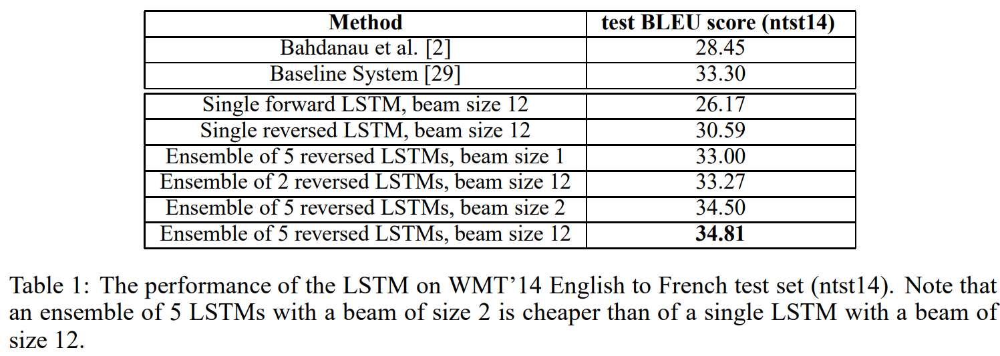 Method test BLEU score (ntst14)
Bahdanau et al. [2] 28.45
Baseline System [29] 33.30
Single forward LSTM, beam size 12 26.17
Single reversed LSTM, beam size 12 30.59
Ensemble of 5 reversed LSTMs, beam size 1 33.00
Ensemble of 2 reversed LSTMs, beam size 12 33.27
Ensemble of 5 reversed LSTMs, beam size 2 34.50
Ensemble of 5 reversed LSTMs, beam size 12 34.81
Table 1: The performance of the LSTM on WMT’14 English to French test set (ntst14). Note that
an ensemble of 5 LSTMs with a beam of size 2 is cheaper than of a single LSTM with a beam of
size 12.